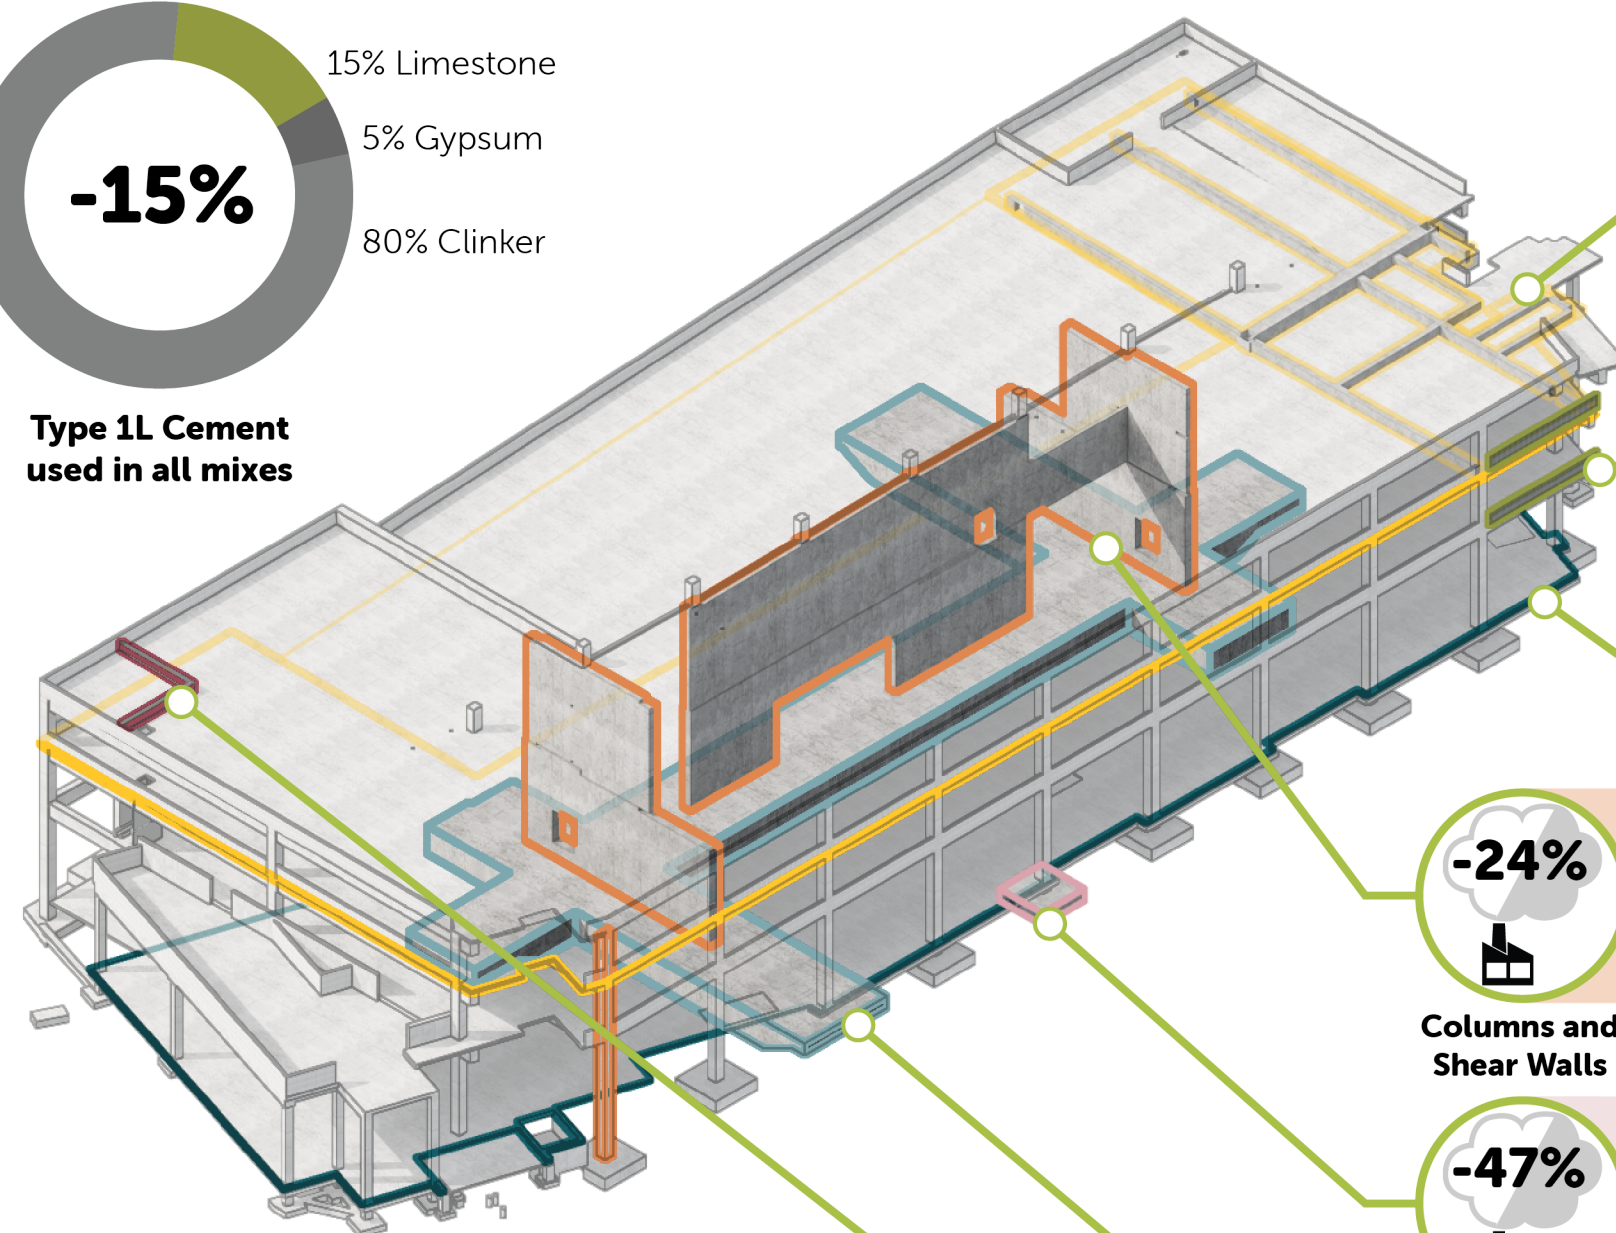 15% Limestone
5% Gypsum
-15%
80% Clinker
Type 1L Cement
used in all mixes
-24%
Columns and
Shear Walls
-47%